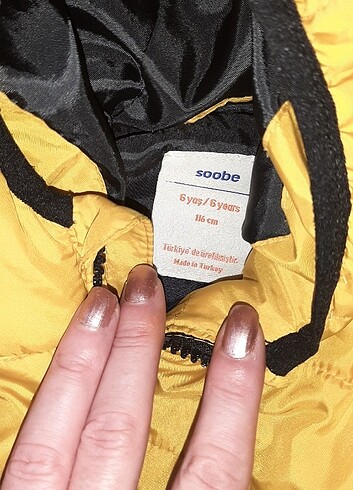 soobe
6 yaş / 6 years
116 cm
Türkiye'de üretilmiştir.
Made in Turkey